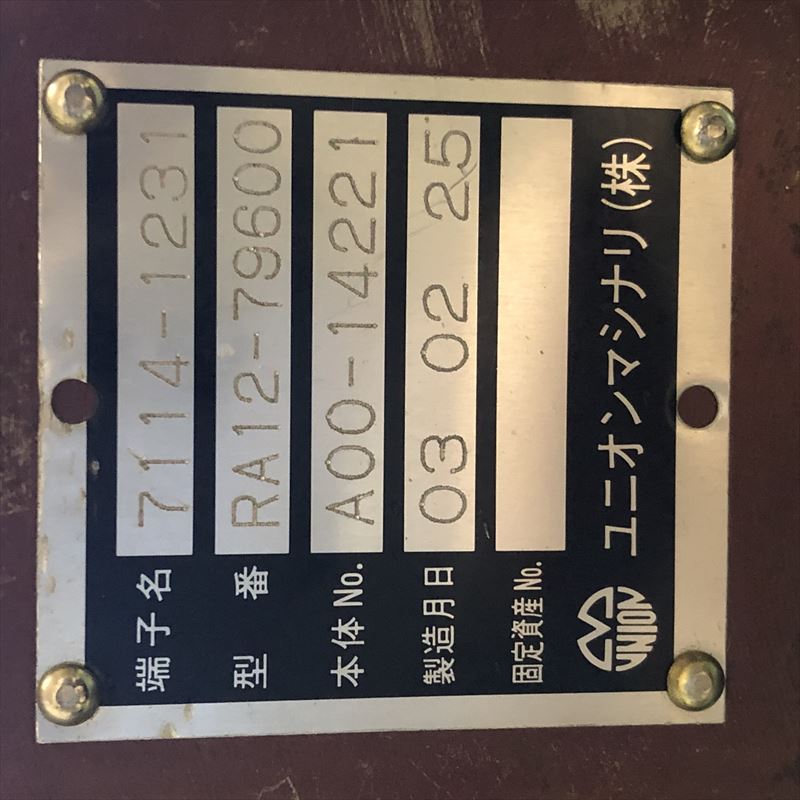 端子名 7114-1231
型番 RA12-79600
本体No. A00-14221
製造月日 03 02 25
固定資産No.
UNION ユニオンマシナリ(株)